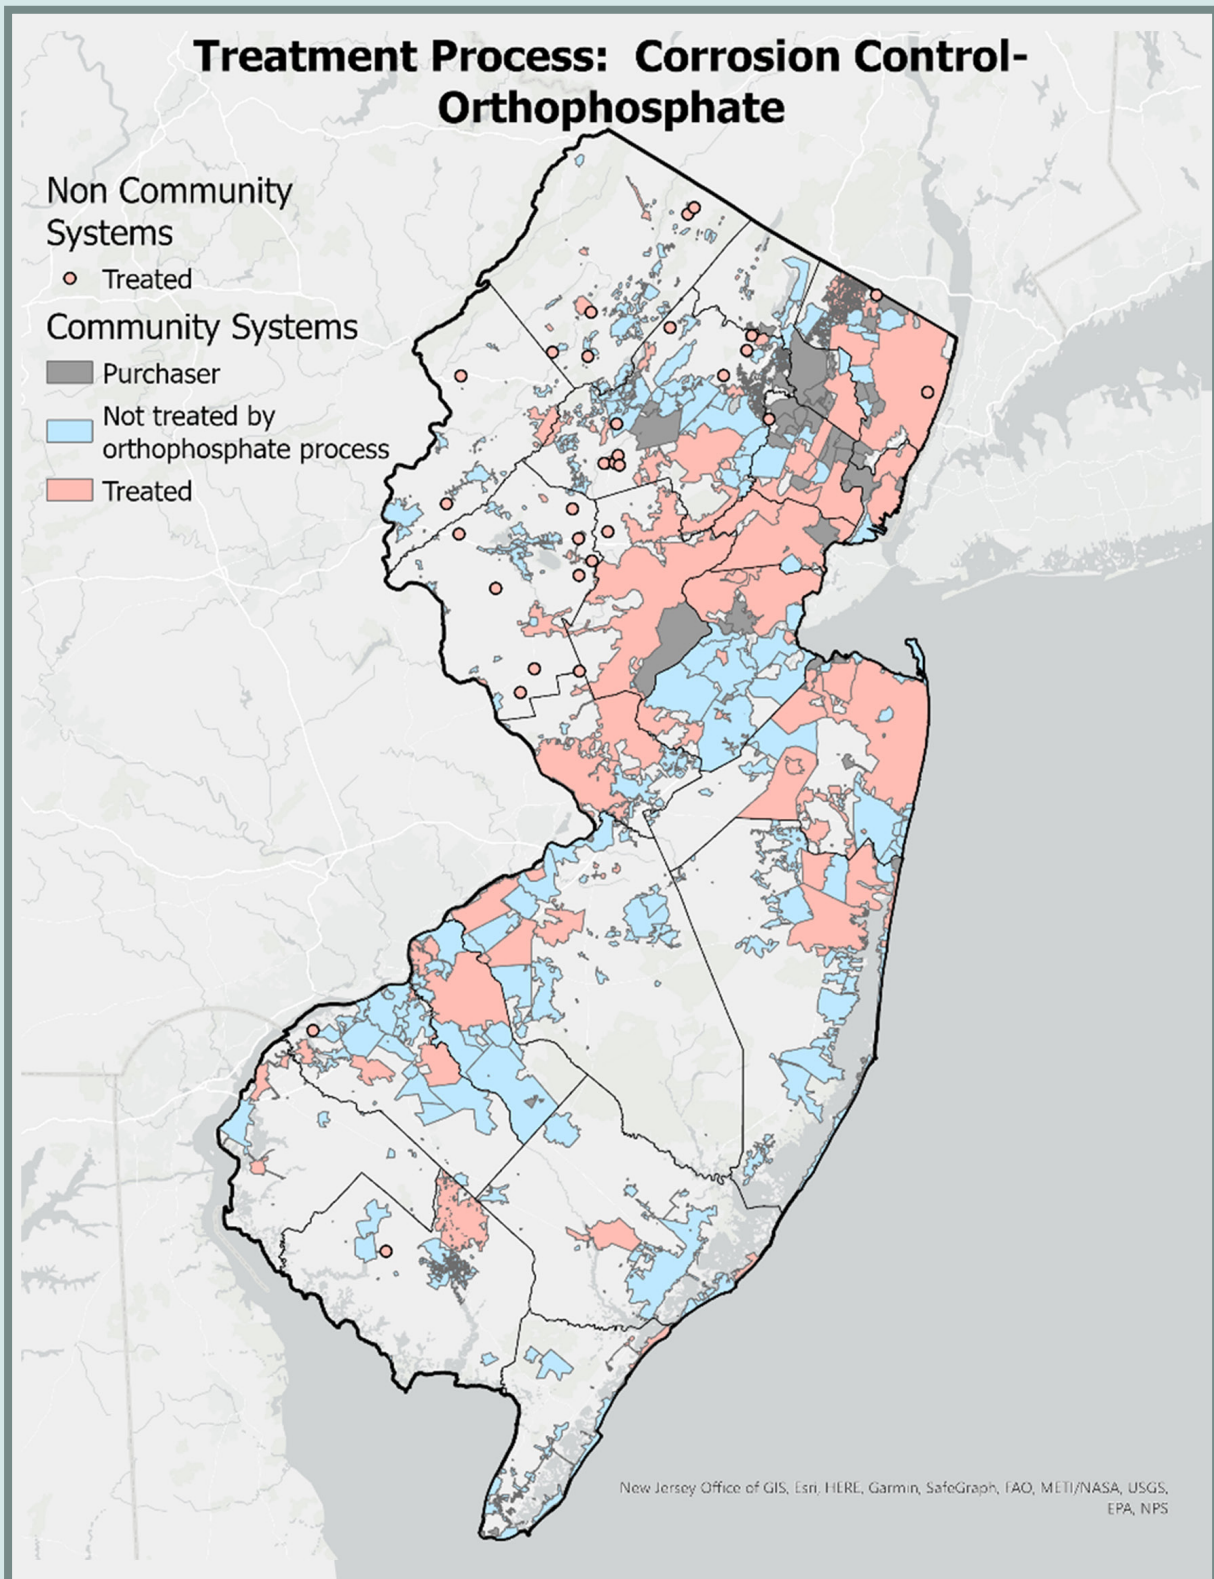 Treatment Process: Corrosion Control-
Orthophosphate
Non Community
Systems
Treated
Community Systems
Purchaser
Not treated by
orthophosphate process
Treated
New Jersey Office of GIS, Esri, HERE, Garmin, SafeGraph, FAO, METI/NASA, USGS,
EPA, NPS